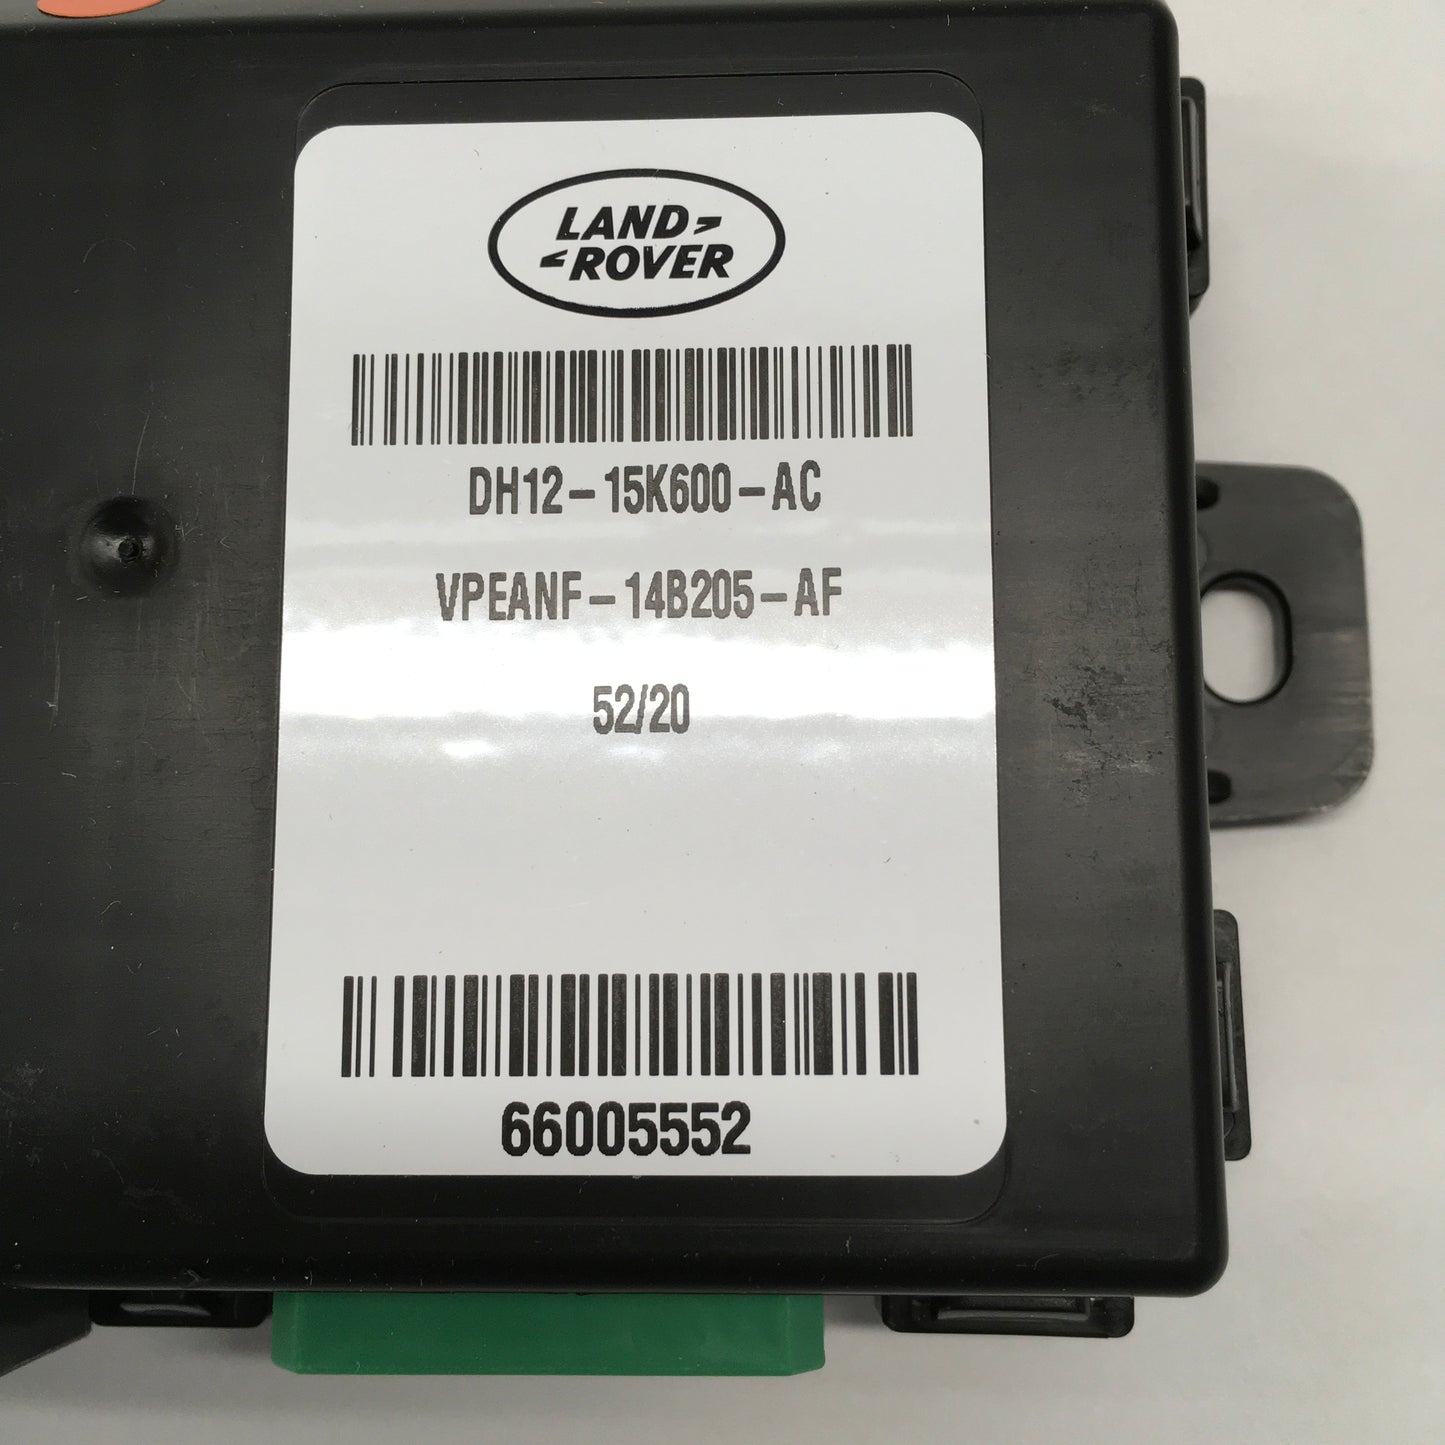 LAND
ROVER
DH12-15K600-AC
VPEANF-14B205-AF
52/20
66005552